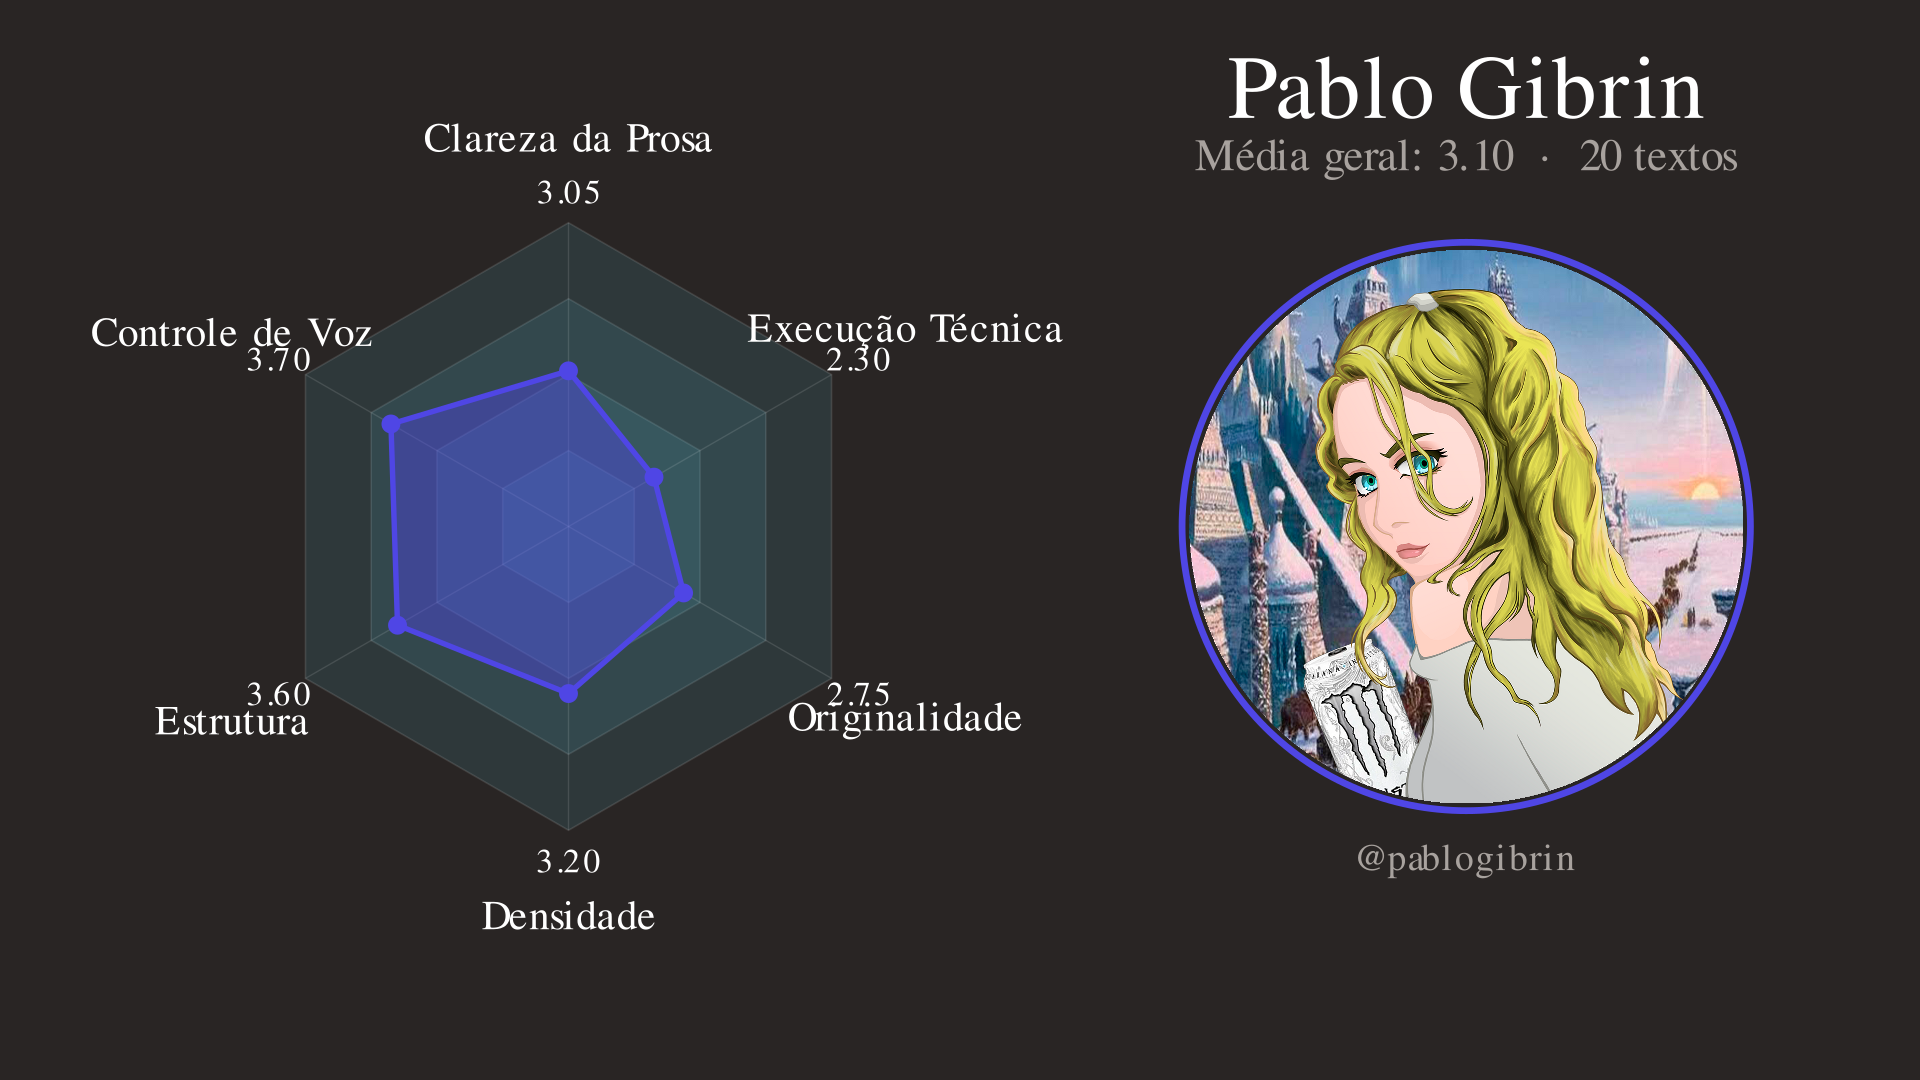 Pablo Gibrin
Média geral: 3.10 · 20 textos
Clareza da Prosa
3.05
Controle de Voz
3.70
Execução Técnica
2.30
3.60
Estrutura
2.75
Originalidade
3.20
Densidade
@pablogibrin